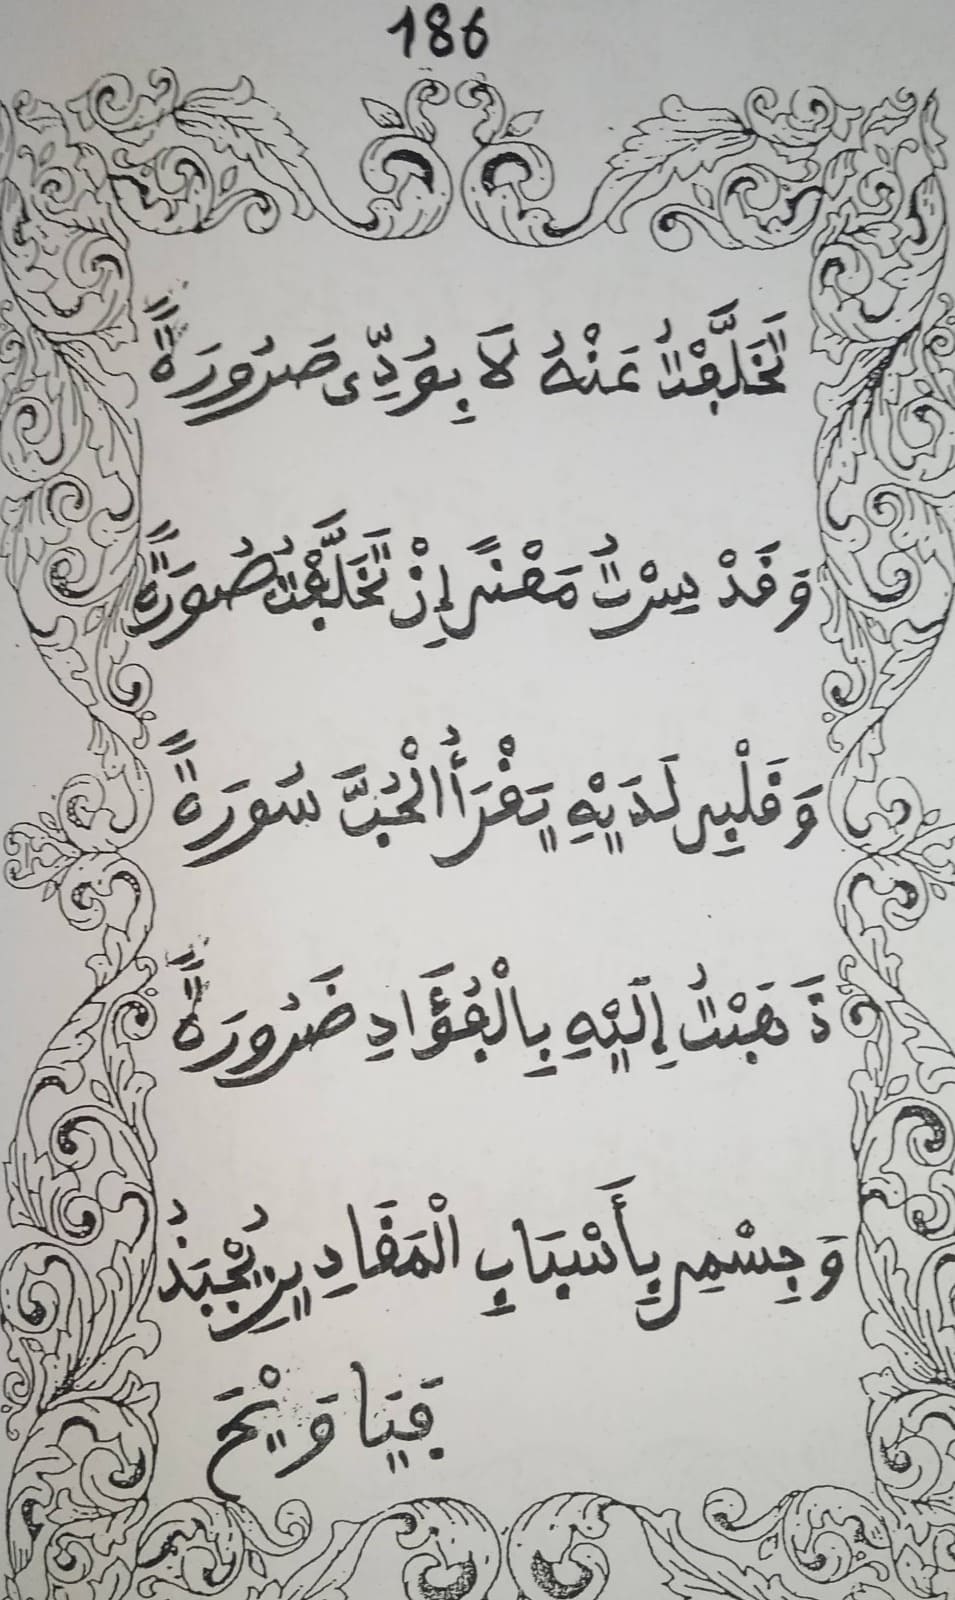 186
تَخَلَّفْتُ عَنْهُ لَا بِوُدِّي صَرُورَةً
وَقَدْ سِرْتُ مَعْنًى إِذْ تَخَلَّفْتُ صُورَةً
وَقَلْبِي لَدَيْهِ يَقْرَأُ الْحُبَّ سُورَةً
ذَهَبْتُ إِلَيْهِ بِالْفُؤَادِ ضَرُورَةً
وَجِسْمِي بِأَسْبَابِ الْمَقَادِيرِ يُجْبَذُ
فَيَا وَيْحَ